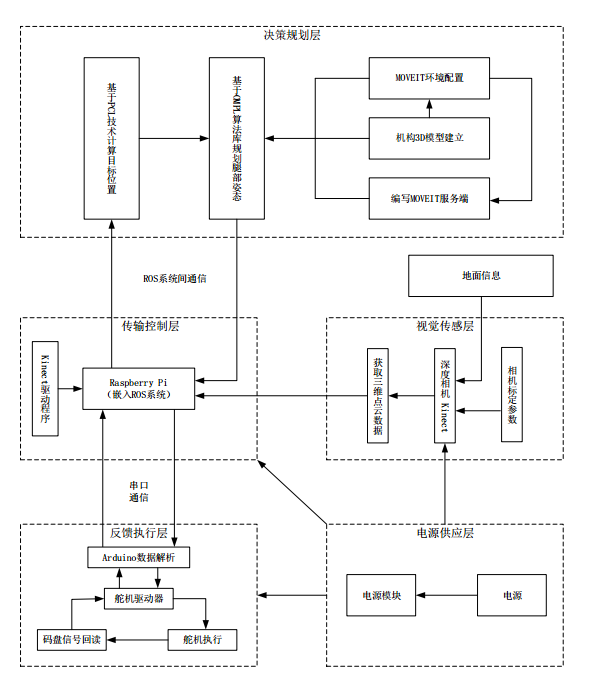 决策规划层
基于PCL技术计算目标位置
基于OMPL算法库规划腿部姿态
MOVEIT环境配置
机构3D模型建立
编写MOVEIT服务端
ROS系统间通信
地面信息
传输控制层
Kinect驱动程序
Raspberry Pi
（嵌入ROS系统）
视觉传感层
获取三维点云数据
深度相机 Kinect
相机标定参数
串口
通信
反馈执行层
Arduino数据解析
舵机驱动器
码盘信号回读
舵机执行
电源供应层
电源模块
电源